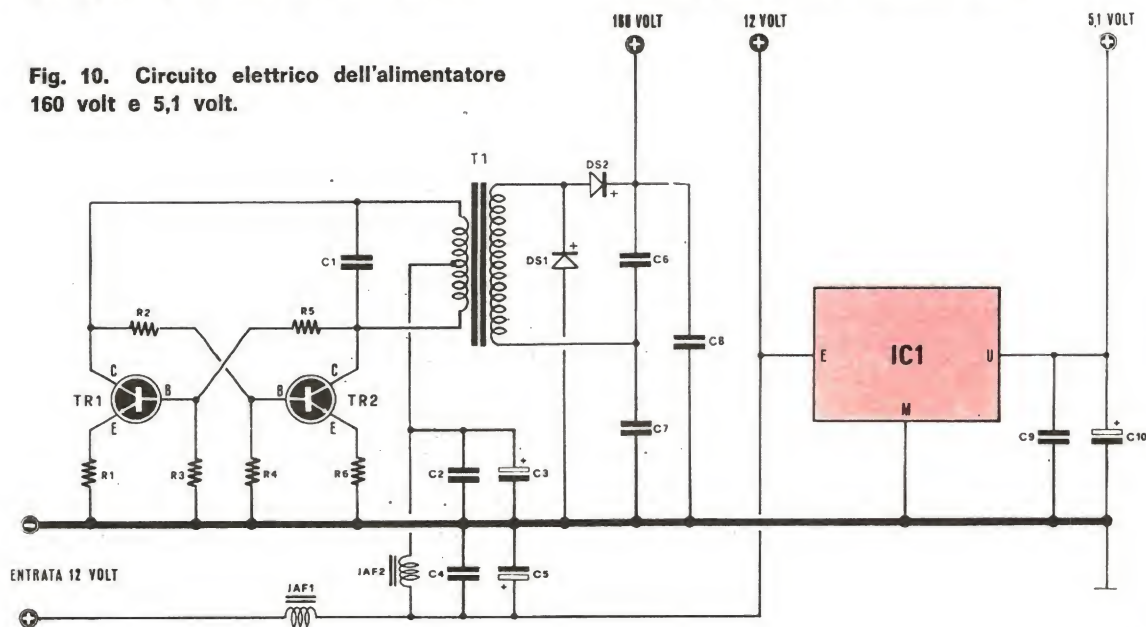 160 VOLT
12 VOLT
5,1 VOLT
Fig. 10. Circuito elettrico dell'alimentatore
160 volt e 5,1 volt.
T1
DS2
+
C1
DS1
+
C6
R2
R5
C8
E
IC1
U
M
C
B
E
TR1
C
B
E
TR2
C7
C9
+
C10
R1
R3
R4
R6
C2
+
C3
ENTRATA 12 VOLT
JAF1
JAF2
C4
C5
+